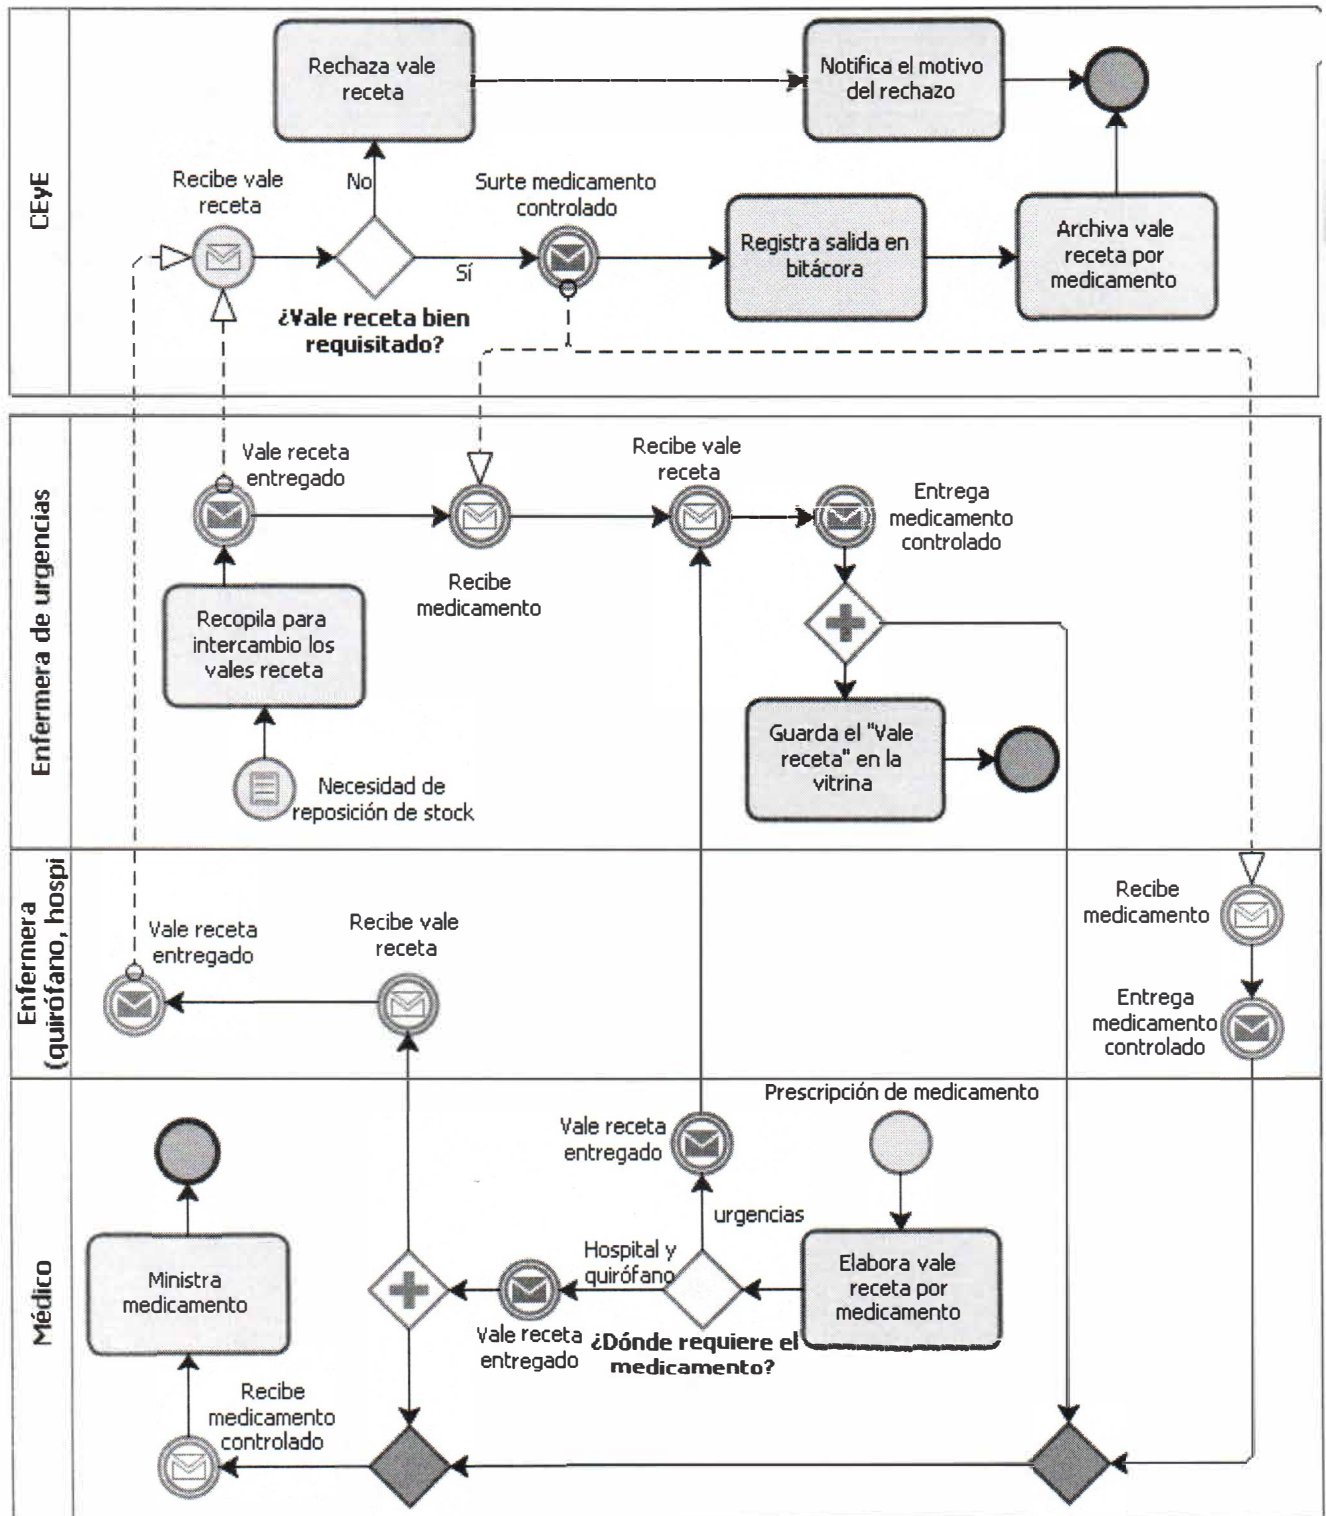 CEyE
Rechaza vale
receta
Notifica el motivo
del rechazo
Recibe vale
receta
No
Surte medicamento
controlado
Sí
¿Vale receta bien
requisitado?
Registra salida en
bitácora
Archiva vale
receta por
medicamento
Enfermera de urgencias
Vale receta
entregado
Recibe vale
receta
Entrega
medicamento
controlado
Recibe
medicamento
Recopila para
intercambio los
vales receta
Guarda el "Vale
receta" en la
vitrina
Necesidad de
reposición de stock
Enfermera
(quirófano, hospi
Vale receta
entregado
Recibe vale
receta
Recibe
medicamento
Entrega
medicamento
controlado
Médico
Prescripción de medicamento
Vale receta
entregado
urgencias
Hospital y
quirófano
Elabora vale
receta por
medicamento
Ministra
medicamento
Vale receta
entregado
¿Dónde requiere el
medicamento?
Recibe
medicamento
controlado